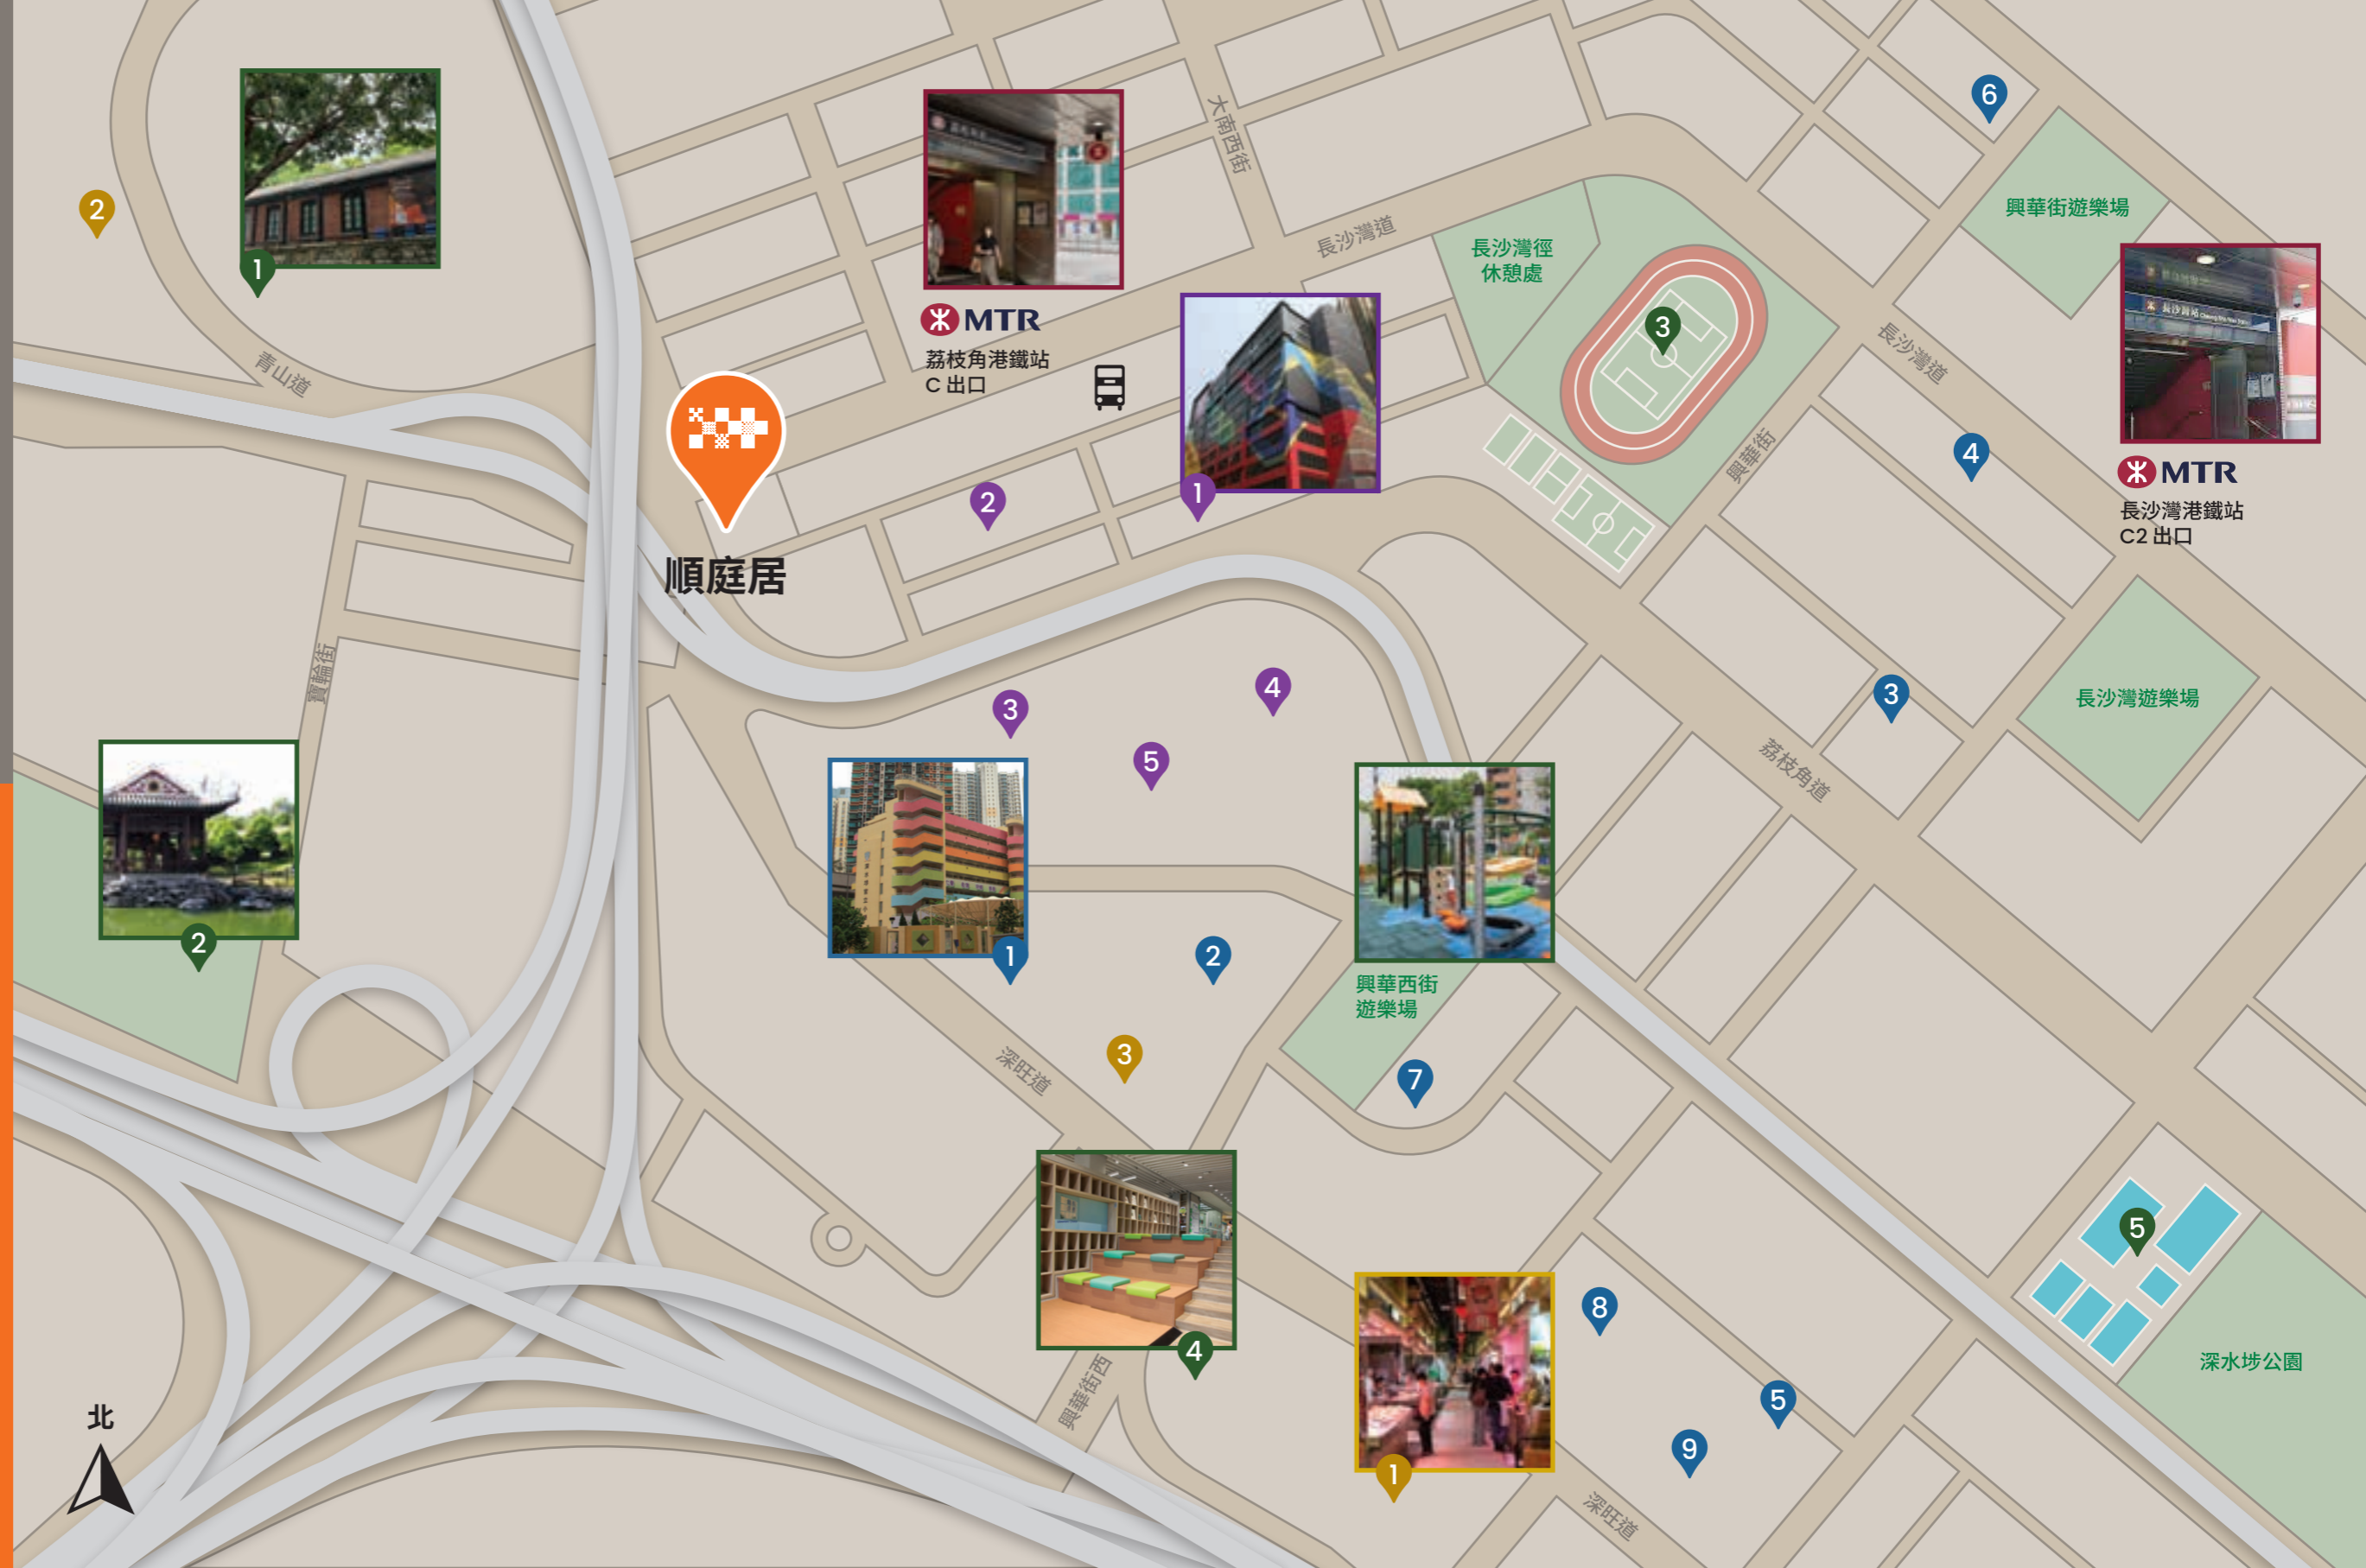 6
大南西街
2
1
興華街遊樂場
長沙灣道
長沙灣徑
休憩處
MTR
荔枝角港鐵站
C 出口
3
長沙灣道
青山道
興華街
4
MTR
長沙灣港鐵站
C2 出口
2
1
順庭居
寶輪街
3
4
5
3
長沙灣遊樂場
荔枝角道
2
1
2
興華西街
遊樂場
深旺道
3
7
5
8
4
深水埗公園
興華街西
5
北
9
1
深旺道